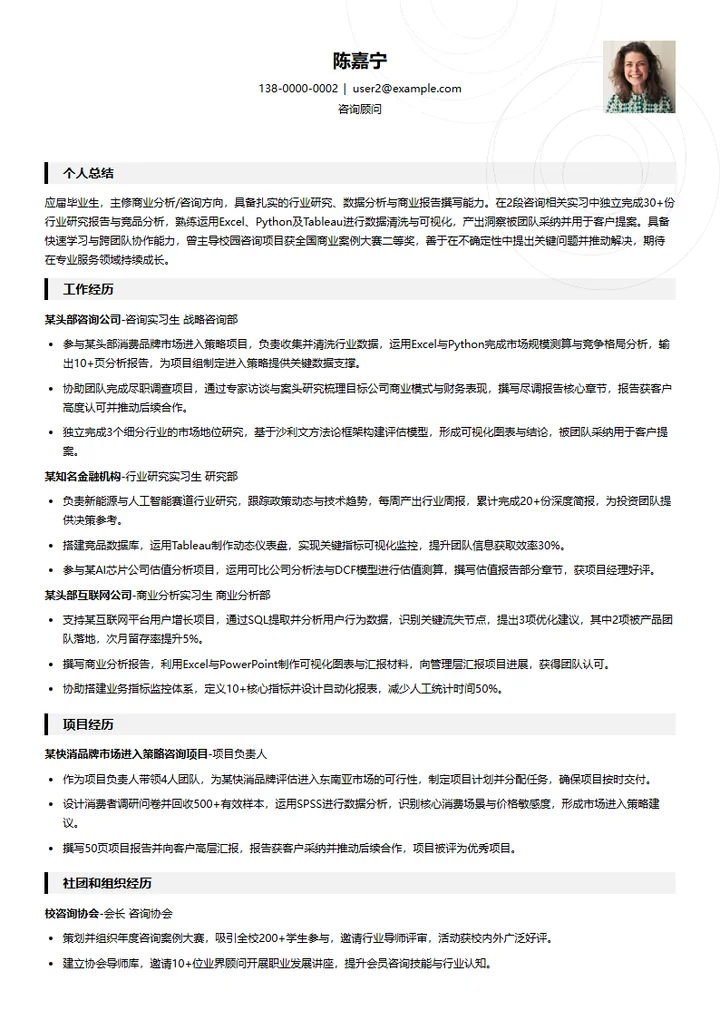 陈嘉宁
138-0000-0002 | user2@example.com
咨询顾问
个人总结
应届毕业生，主修商业分析/咨询方向，具备扎实的行业研究、数据分析与商业报告撰写能力。在2段咨询相关实习中独立完成30+份
行业研究报告与竞品分析，熟练运用Excel、Python及Tableau进行数据清洗与可视化，产出洞察被团队采纳并用于客户提案。具备
快速学习与跨团队协作能力，曾主导校园咨询项目获全国商业案例大赛二等奖，善于在不确定性中提出关键问题并推动解决，期待
在专业服务领域持续成长。
工作经历
某头部咨询公司-咨询实习生 战略咨询部
• 参与某头部消费品牌市场进入策略项目，负责收集并清洗行业数据，运用Excel与Python完成市场规模测算与竞争格局分析，输
出10+页分析报告，为项目组制定进入策略提供关键数据支撑。
• 协助团队完成尽职调查项目，通过专家访谈与案头研究梳理目标公司商业模式与财务表现，撰写尽调报告核心章节，报告获客户
高度认可并推动后续合作。
• 独立完成3个细分行业的市场地位研究，基于沙利文方法论框架构建评估模型，形成可视化图表与结论，被团队采纳用于客户提
案。
某知名金融机构-行业研究实习生 研究部
• 负责新能源与人工智能赛道行业研究，跟踪政策动态与技术趋势，每周产出行业周报，累计完成20+份深度简报，为投资团队提
供决策参考。
• 搭建竞品数据库，运用Tableau制作动态仪表盘，实现关键指标可视化监控，提升团队信息获取效率30%。
• 参与某AI芯片公司估值分析项目，运用可比公司分析法与DCF模型进行估值测算，撰写估值报告部分章节，获项目经理好评。
某头部互联网公司-商业分析实习生 商业分析部
• 支持某互联网平台用户增长项目，通过SQL提取并分析用户行为数据，识别关键流失节点，提出3项优化建议，其中2项被产品团
队落地，次月留存率提升5%。
• 撰写商业分析报告，利用Excel与PowerPoint制作可视化图表与汇报材料，向管理层汇报项目进展，获得团队认可。
• 协助搭建业务指标监控体系，定义10+核心指标并设计自动化报表，减少人工统计时间50%。
项目经历
某快消品牌市场进入策略咨询项目-项目负责人
• 作为项目负责人带领4人团队，为某快消品牌评估进入东南亚市场的可行性，制定项目计划并分配任务，确保项目按时交付。
• 设计消费者调研问卷并回收500+有效样本，运用SPSS进行数据分析，识别核心消费场景与价格敏感度，形成市场进入策略建
议。
• 撰写50页项目报告并向客户高层汇报，报告获客户采纳并推动后续合作，项目被评为优秀项目。
社团和组织经历
校咨询协会-会长 咨询协会
• 策划并组织年度咨询案例大赛，吸引全校200+学生参与，邀请行业导师评审，活动获校内外广泛好评。
• 建立协会导师库，邀请10+位业界顾问开展职业发展讲座，提升会员咨询技能与行业认知。